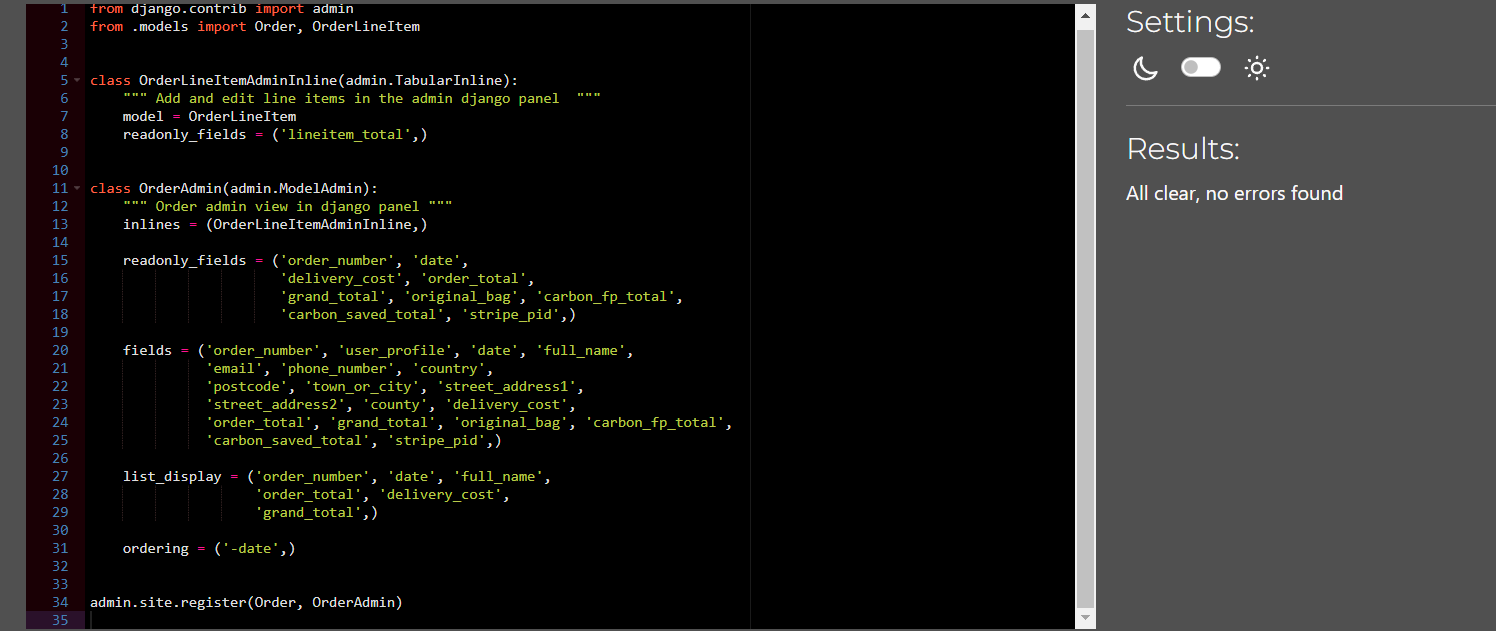 1 from django.contrib import admin
2 from .models import Order, OrderLineItem
3
4
5 class OrderLineItemAdminInline(admin.TabularInline):
6     """ Add and edit line items in the admin django panel  """
7     model = OrderLineItem
8     readonly_fields = ('lineitem_total',)
9
10
11 class OrderAdmin(admin.ModelAdmin):
12     """ Order admin view in django panel """
13     inlines = (OrderLineItemAdminInline,)
14
15     readonly_fields = ('order_number', 'date',
16                        'delivery_cost', 'order_total',
17                        'grand_total', 'original_bag', 'carbon_fp_total',
18                        'carbon_saved_total', 'stripe_pid',)
19
20     fields = ('order_number', 'user_profile', 'date', 'full_name',
21               'email', 'phone_number', 'country',
22               'postcode', 'town_or_city', 'street_address1',
23               'street_address2', 'county', 'delivery_cost',
24               'order_total', 'grand_total', 'original_bag', 'carbon_fp_total',
25               'carbon_saved_total', 'stripe_pid',)
26
27     list_display = ('order_number', 'date', 'full_name',
28                     'order_total', 'delivery_cost',
29                     'grand_total',)
30
31     ordering = ('-date',)
32
33
34 admin.site.register(Order, OrderAdmin)
35
Settings:
Results:
All clear, no errors found